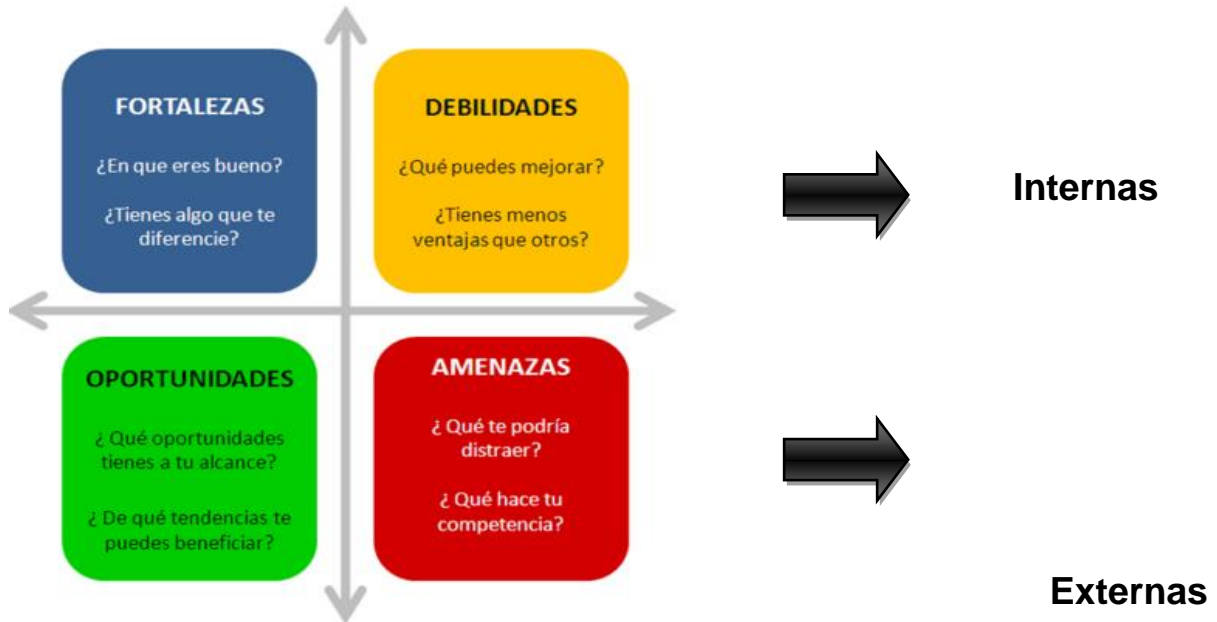 FORTALEZAS
¿En que eres bueno?
¿Tienes algo que te
diferencie?
DEBILIDADES
¿Qué puedes mejorar?
¿Tienes menos
ventajas que otros?
Internas
OPORTUNIDADES
¿ Qué oportunidades
tienes a tu alcance?
¿ De qué tendencias te
puedes beneficiar?
AMENAZAS
¿ Qué te podría
distraer?
¿ Qué hace tu
competencia?
Externas